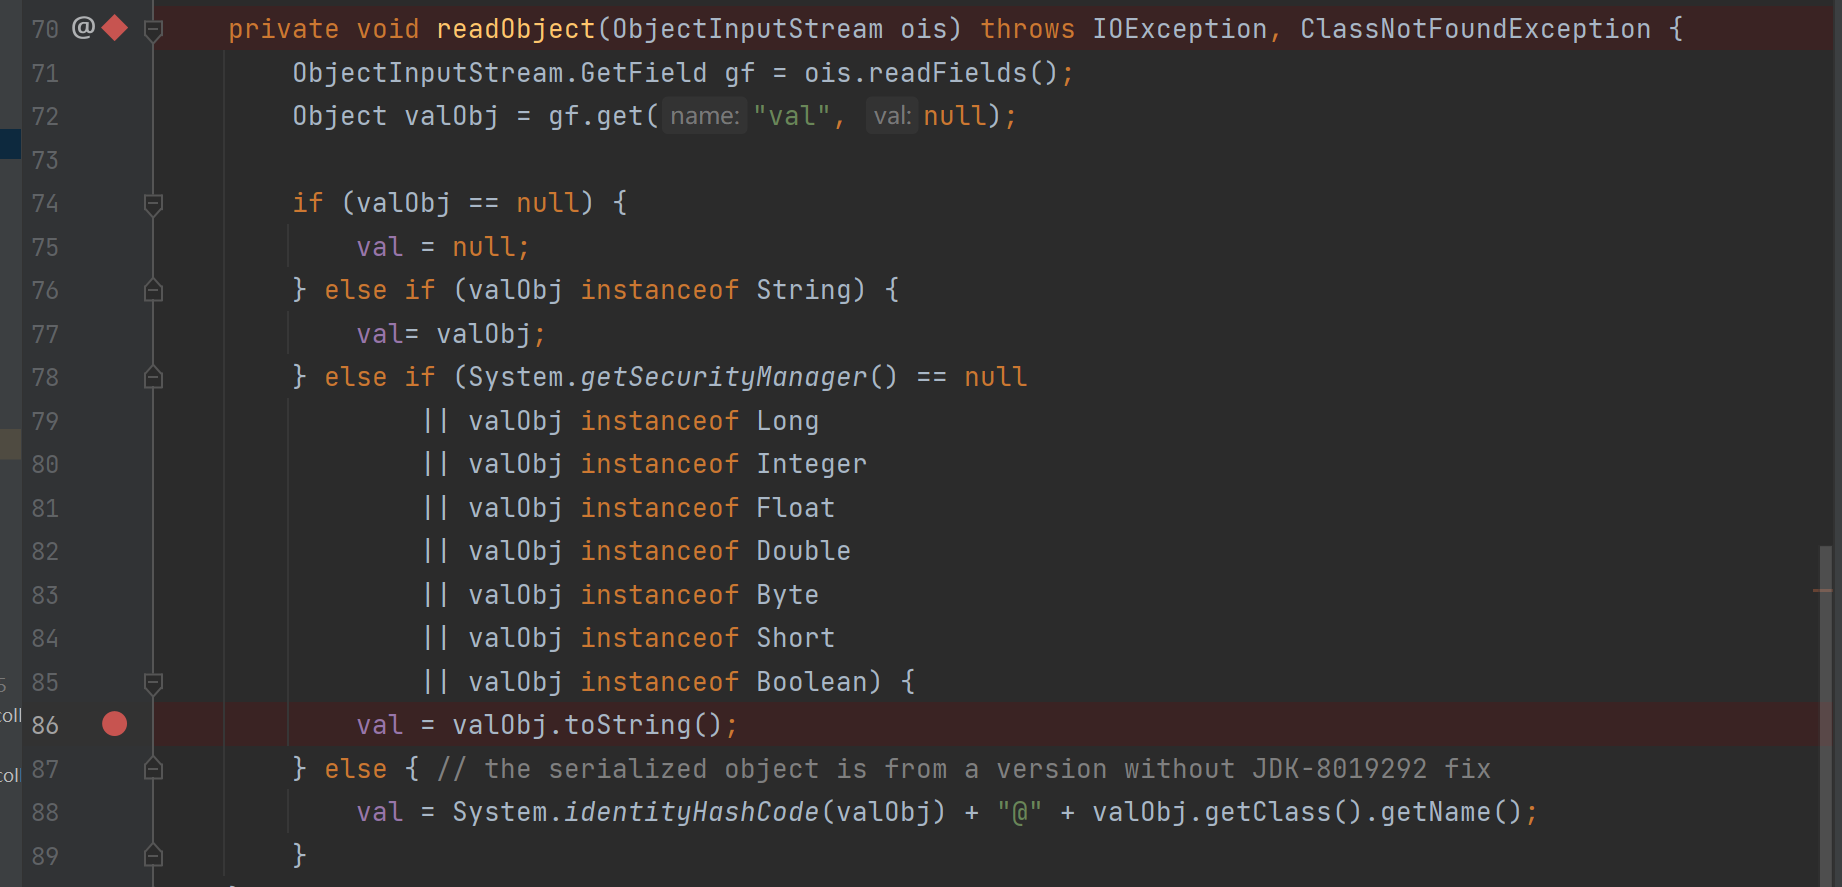 70 @ private void readObject(ObjectInputStream ois) throws IOException, ClassNotFoundException {
71 ObjectInputStream.GetField gf = ois.readFields();
72 Object valObj = gf.get( name: "val", val: null);
73
74 if (valObj == null) {
75 val = null;
76 } else if (valObj instanceof String) {
77 val= valObj;
78 } else if (System.getSecurityManager() == null
79 || valObj instanceof Long
80 || valObj instanceof Integer
81 || valObj instanceof Float
82 || valObj instanceof Double
83 || valObj instanceof Byte
84 || valObj instanceof Short
5
85 || valObj instanceof Boolean) {
coll
86 val = valObj.toString();
coll
87 } else { // the serialized object is from a version without JDK-8019292 fix
88 val = System.identityHashCode(valObj) + "@" + valObj.getClass().getName();
89 }